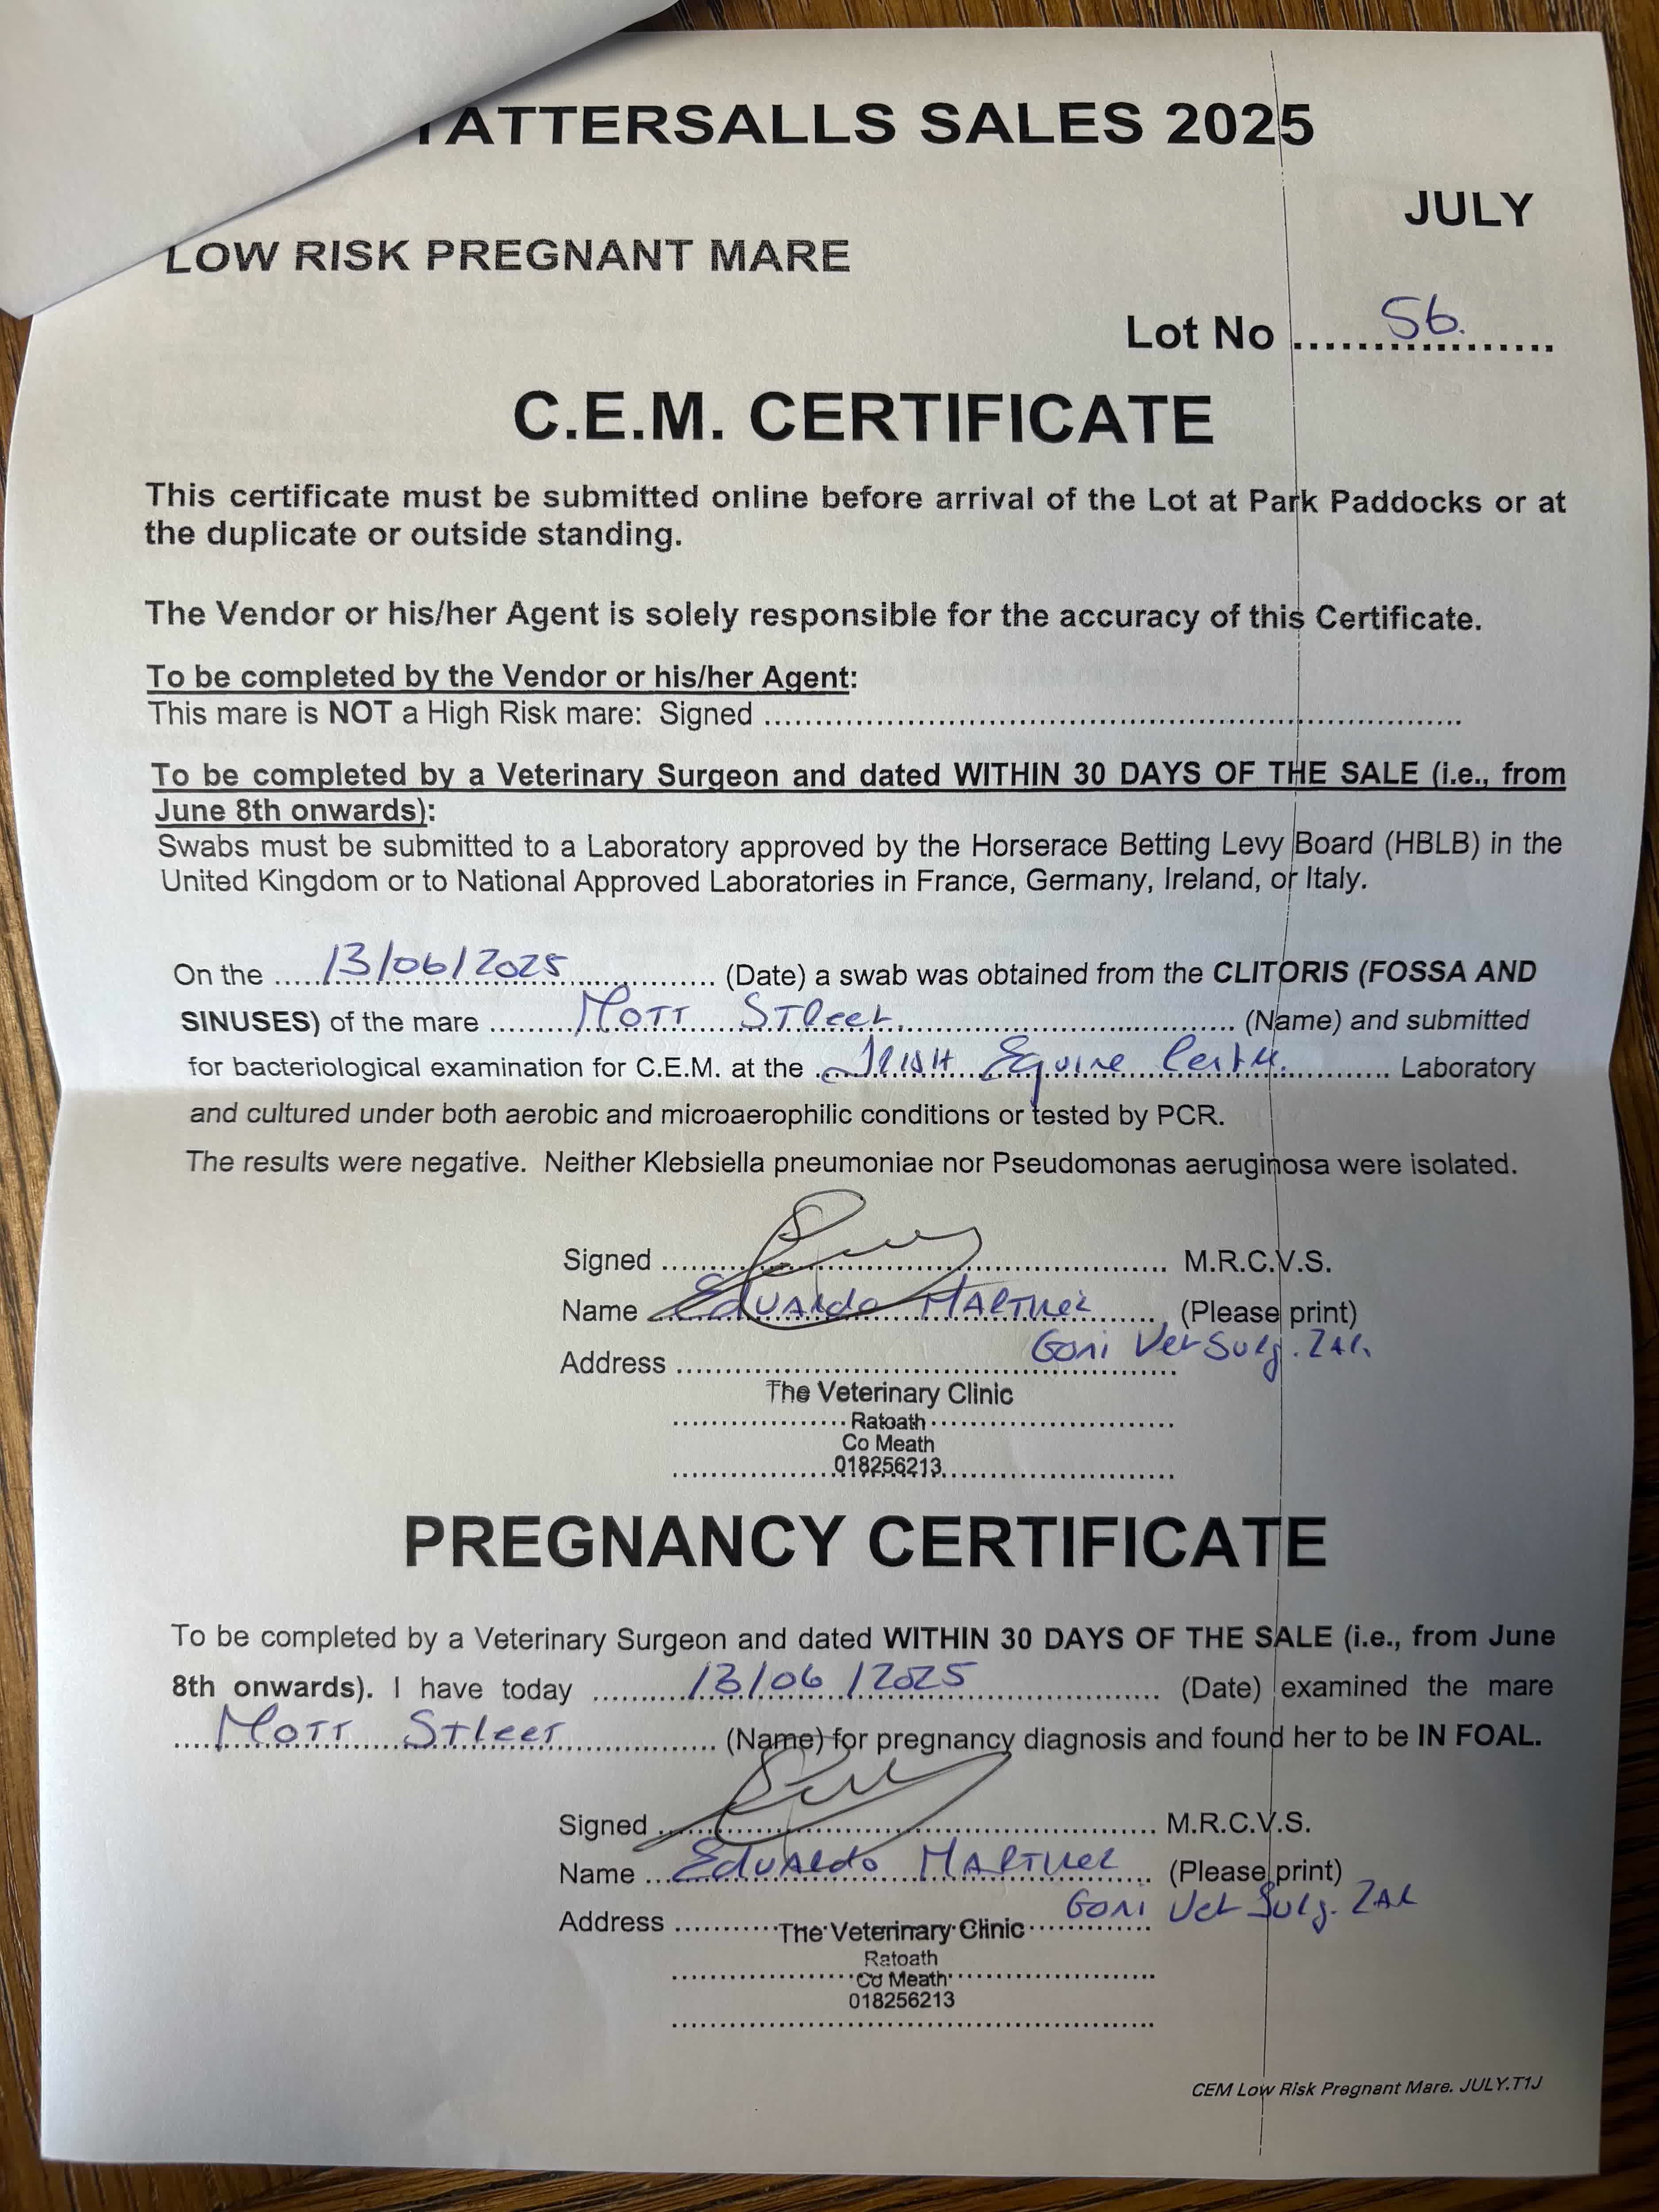 TATTERSALLS SALES 2025
JULY
LOW RISK PREGNANT MARE
Lot No ................ 56.
C.E.M. CERTIFICATE
This certificate must be submitted online before arrival of the Lot at Park Paddocks or at
the duplicate or outside standing.
The Vendor or his/her Agent is solely responsible for the accuracy of this Certificate.
To be completed by the Vendor or his/her Agent:
This mare is NOT a High Risk mare: Signed ................
To be completed by a Veterinary Surgeon and dated WITHIN 30 DAYS OF THE SALE (i.e., from
June 8th onwards):
Swabs must be submitted to a Laboratory approved by the Horserace Betting Levy Board (HBLB) in the
United Kingdom or to National Approved Laboratories in France, Germany, Ireland, or Italy.
On the 13/06/2025 (Date) a swab was obtained from the CLITORIS (FOSSA AND
SINUSES) of the mare Mott Street (Name) and submitted
for bacteriological examination for C.E.M. at the Irish Equine Centre Laboratory
and cultured under both aerobic and microaerophilic conditions or tested by PCR.
The results were negative. Neither Klebsiella pneumoniae nor Pseudomonas aeruginosa were isolated.
Signed ................ M.R.C.V.S.
Name Eduardo Martinez (Please print)
Goni Vet Surg.
Address ................
The Veterinary Clinic
Ratoath
Co Meath
018256213
PREGNANCY CERTIFICATE
To be completed by a Veterinary Surgeon and dated WITHIN 30 DAYS OF THE SALE (i.e., from June
8th onwards). I have today 13/06/2025 (Date) examined the mare
Mott Street (Name) for pregnancy diagnosis and found her to be IN FOAL.
Signed ................ M.R.C.V.S.
Name Eduardo Martinez (Please print)
Goni Vet Surg.
Address The Veterinary Clinic
Ratoath
Co Meath
018256213
CEM Low Risk Pregnant Mare. JULY.T1J